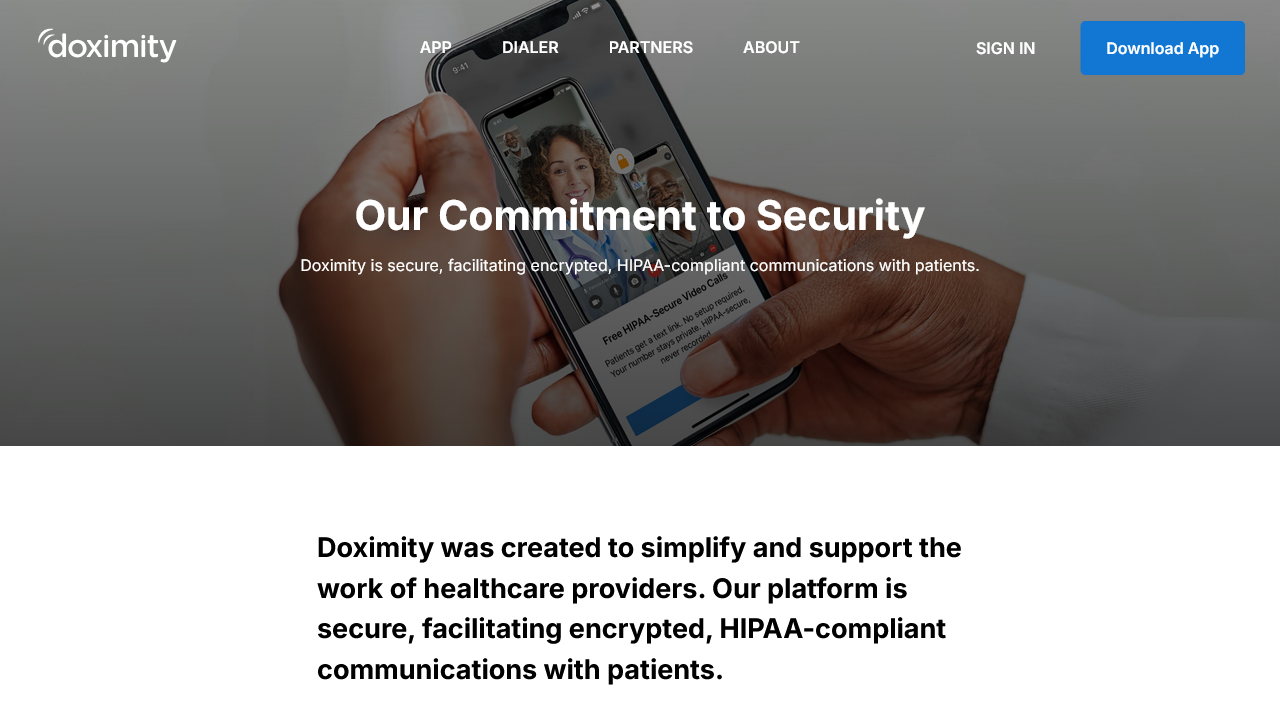 doximity
APP
DIALER
PARTNERS
ABOUT
SIGN IN
Download App
9:41
Our Commitment to Security
Doximity is secure, facilitating encrypted, HIPAA-compliant communications with patients.
Free HIPAA-Secure Video Calls
Patients get a text link. No setup required.
Your number stays private. HIPAA-secure,
never recorded.
Doximity was created to simplify and support the
work of healthcare providers. Our platform is
secure, facilitating encrypted, HIPAA-compliant
communications with patients.